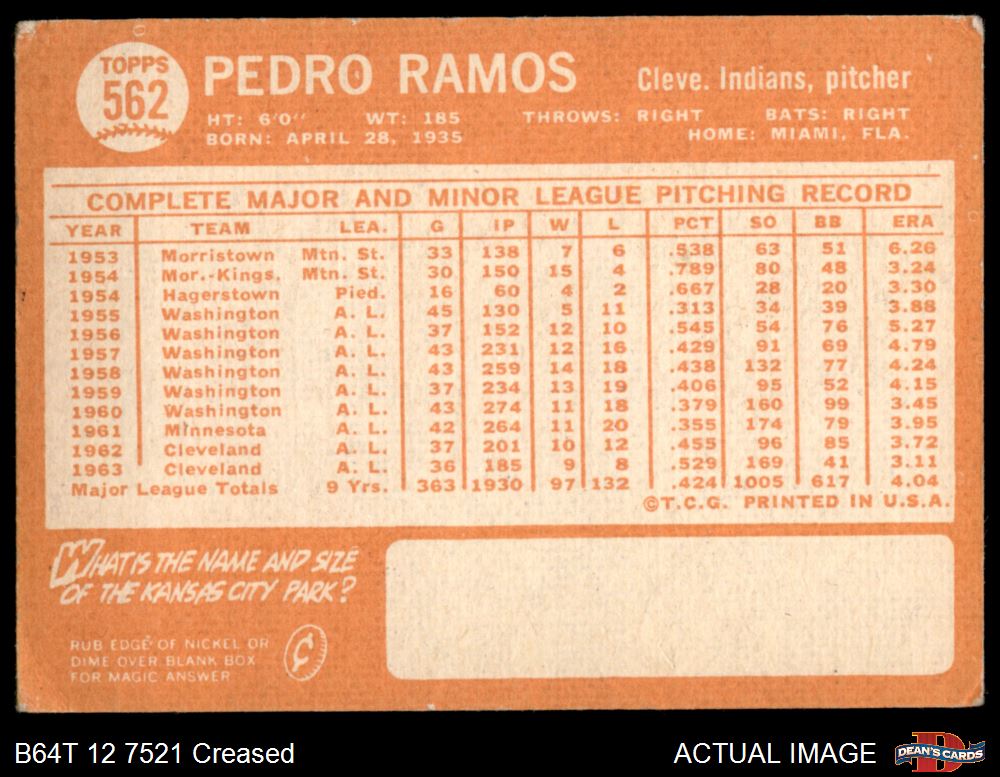 TOPPS
562
PEDRO RAMOS
Cleve. Indians, pitcher
HT: 6'0" WT: 185 THROWS: RIGHT BATS: RIGHT
BORN: APRIL 28, 1935 HOME: MIAMI, FLA.
COMPLETE MAJOR AND MINOR LEAGUE PITCHING RECORD
YEAR TEAM LEA. G IP W L PCT SO BB ERA
1953 Morristown Mtn. St. 33 138 7 6 .538 63 51 6.26
1954 Mor.-Kings. Mtn. St. 30 150 15 4 .789 80 48 3.24
1954 Hagerstown Pied. 16 60 4 2 .667 28 20 3.30
1955 Washington A. L. 45 130 5 11 .313 34 39 3.88
1956 Washington A. L. 37 152 12 10 .545 54 76 5.27
1957 Washington A. L. 43 231 12 16 .429 91 69 4.79
1958 Washington A. L. 43 259 14 18 .438 132 77 4.24
1959 Washington A. L. 37 234 13 19 .406 95 52 4.15
1960 Washington A. L. 43 274 11 18 .379 160 99 3.45
1961 Minnesota A. L. 42 264 11 20 .355 174 79 3.95
1962 Cleveland A. L. 37 201 10 12 .455 96 85 3.72
1963 Cleveland A. L. 36 185 9 8 .529 169 41 3.11
Major League Totals 9 Yrs. 363 1930 97 132 .424 1005 617 4.04
©T.C.G. PRINTED IN U.S.A.
WHAT IS THE NAME AND SIZE
OF THE KANSAS CITY PARK?
RUB EDGE OF NICKEL OR
DIME OVER BLANK BOX
FOR MAGIC ANSWER
¢
B64T 12 7521 Creased
ACTUAL IMAGE
DEAN'S CARDS